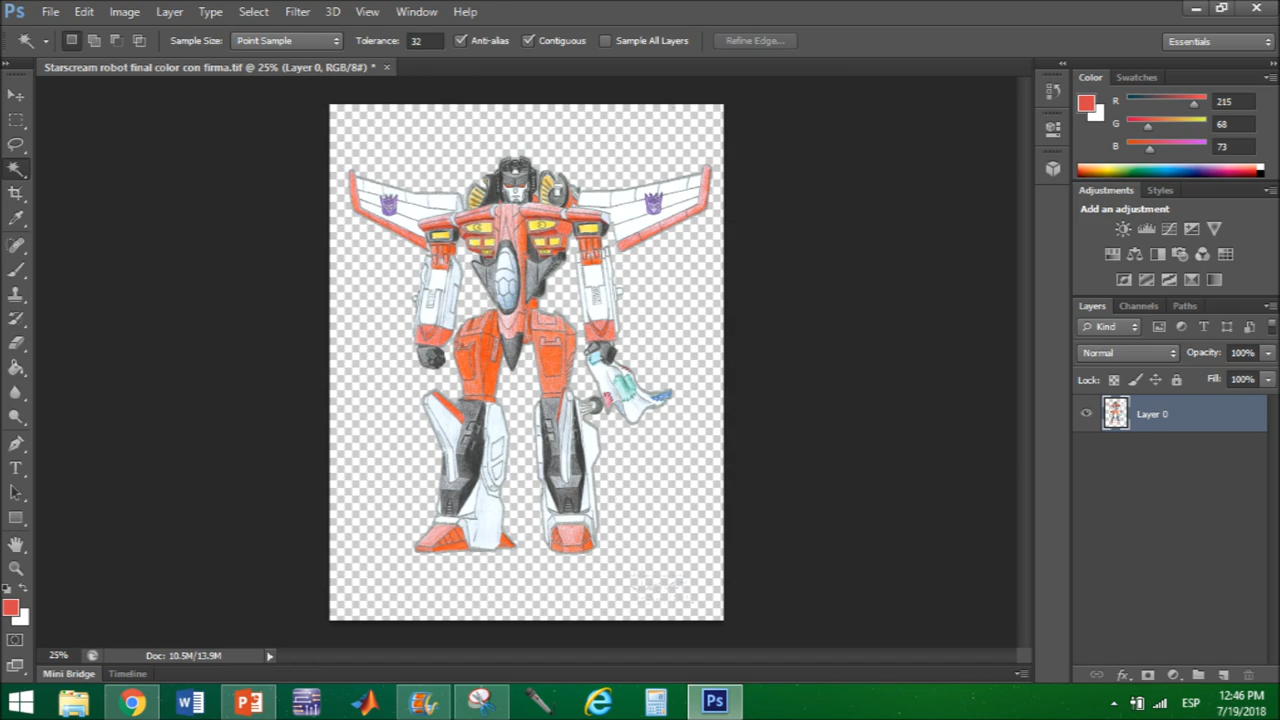 Ps File Edit Image Layer Type Select Filter 3D View Window Help
Sample Size: Point Sample Tolerance: 32 Anti-alias Contiguous Sample All Layers Refine Edge... Essentials
Starscream robot final color con firma.tif @ 25% (Layer 0, RGB/8#) * ×
Color Swatches
R 215
G 68
B 73
Adjustments Styles
Add an adjustment
Layers Channels Paths
Kind
Normal Opacity: 100%
Lock: Fill: 100%
Layer 0
25% Doc: 10.5M/13.9M
Mini Bridge Timeline
Ps ESP 12:46 PM
7/19/2018